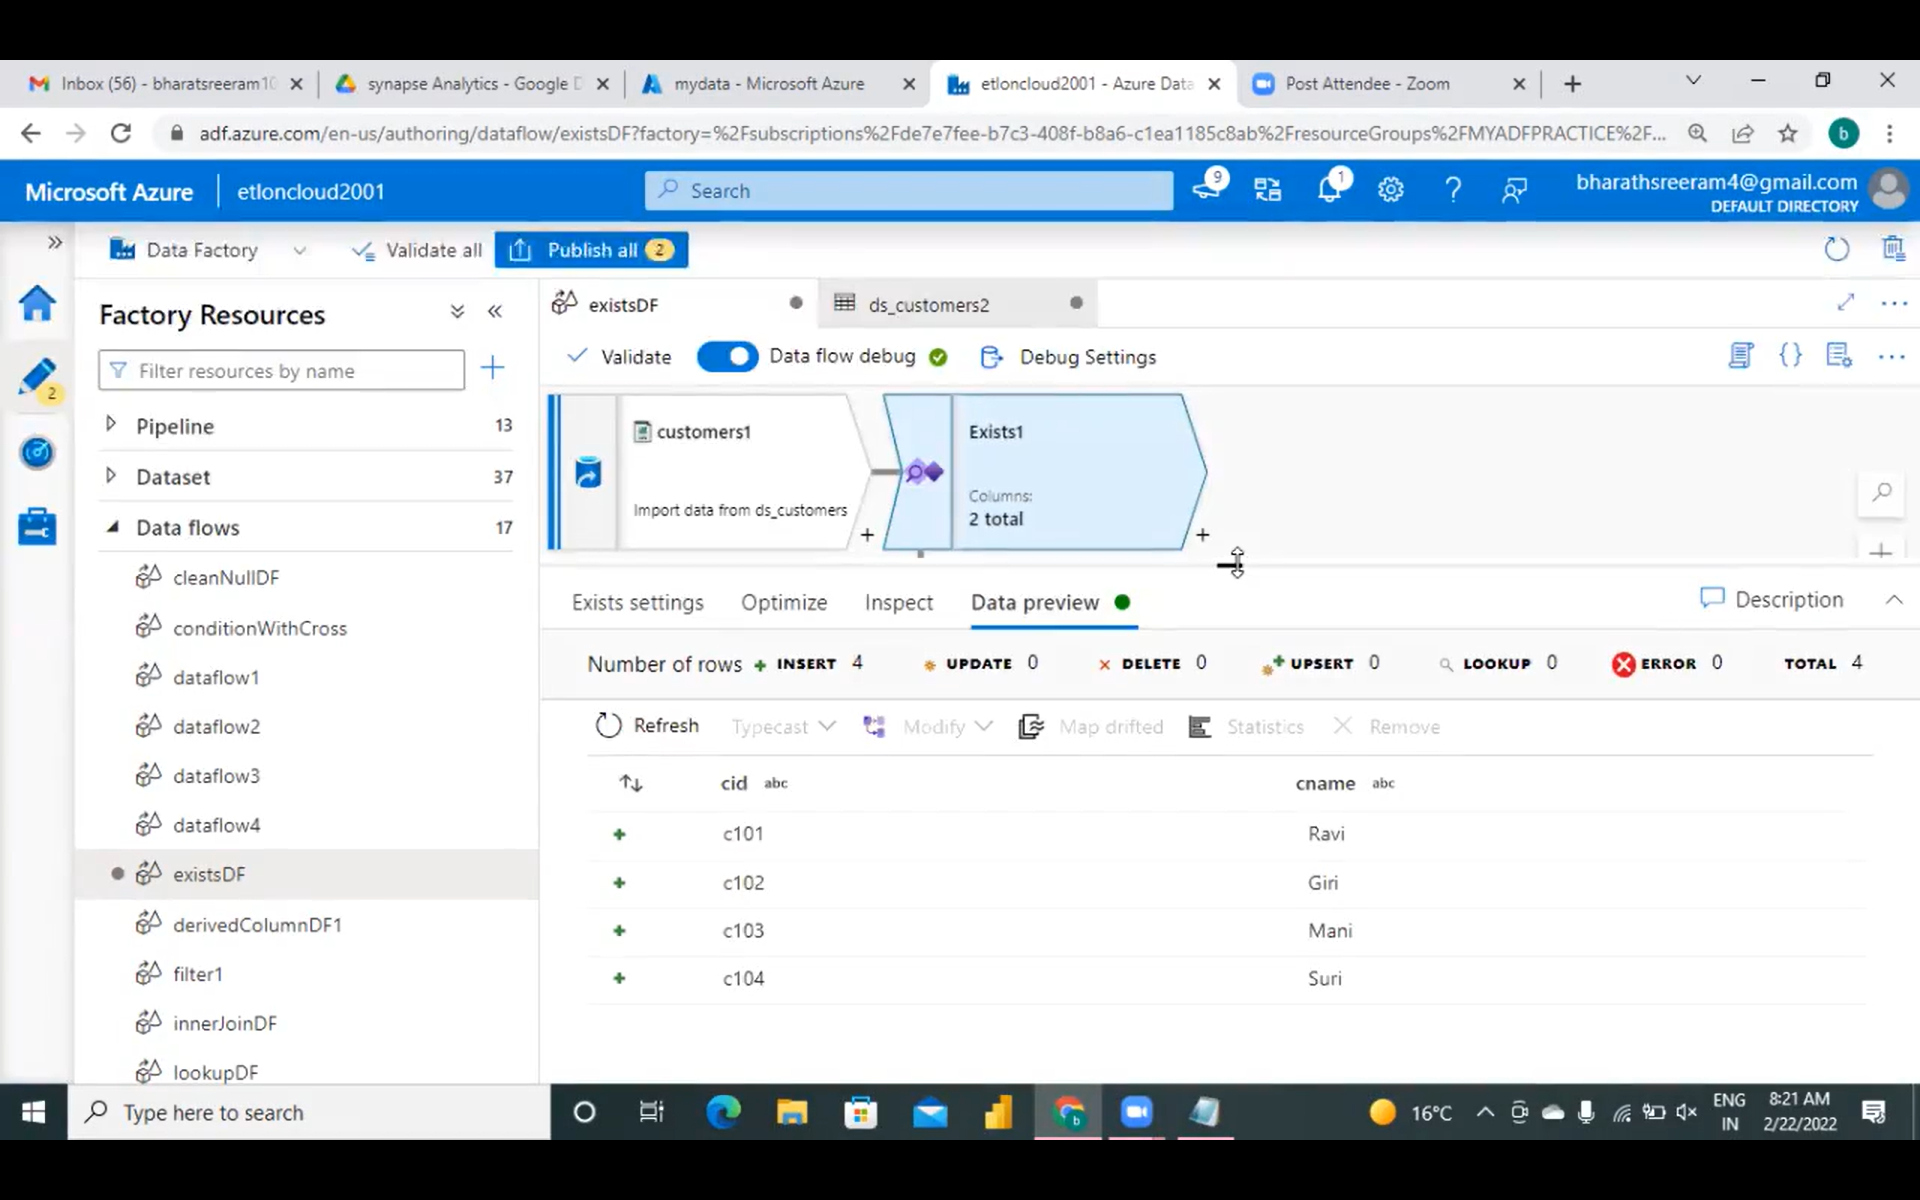 Inbox (56) - bharatsreeram10
synapse Analytics - Google D
mydata - Microsoft Azure
etloncloud2001 - Azure Data
Post Attendee - Zoom
adf.azure.com/en-us/authoring/dataflow/existsDF?factory=%2Fsubscriptions%2Fde7e7fee-b7c3-408f-b8a6-c1ea1185c8ab%2FresourceGroups%2FMYADFPRACTICE%2F...
b
Microsoft Azure
etloncloud2001
Search
9
1
bharathsreeram4@gmail.com
DEFAULT DIRECTORY
Data Factory
Validate all
Publish all 2
Factory Resources
Filter resources by name
2
Pipeline 13
Dataset 37
Data flows 17
cleanNullDF
conditionWithCross
dataflow1
dataflow2
dataflow3
dataflow4
existsDF
derivedColumnDF1
filter1
innerJoinDF
lookupDF
existsDF
ds_customers2
Validate
Data flow debug
Debug Settings
customers1
Import data from ds_customers
Exists1
Columns:
2 total
Exists settings
Optimize
Inspect
Data preview
Description
Number of rows + INSERT 4 UPDATE 0 DELETE 0 UPSERT 0 LOOKUP 0 ERROR 0 TOTAL 4
Refresh Typecast Modify Map drifted Statistics Remove
cid abc cname abc
c101 Ravi
c102 Giri
c103 Mani
c104 Suri
Type here to search
16°C
ENG
IN
8:21 AM
2/22/2022